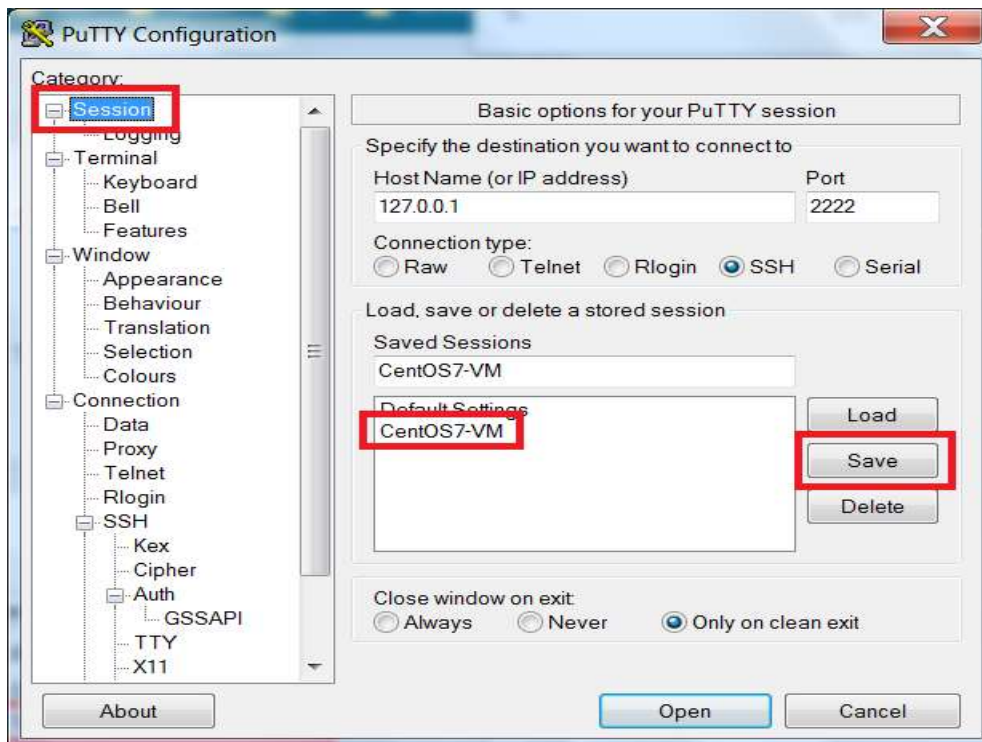 PuTTY Configuration
Category:
Session
Logging
Terminal
Keyboard
Bell
Features
Window
Appearance
Behaviour
Translation
Selection
Colours
Connection
Data
Proxy
Telnet
Rlogin
SSH
Kex
Cipher
Auth
GSSAPI
TTY
X11
Basic options for your PuTTY session
Specify the destination you want to connect to
Host Name (or IP address) Port
127.0.0.1 2222
Connection type:
Raw Telnet Rlogin SSH Serial
Load, save or delete a stored session
Saved Sessions
CentOS7-VM
Default Settings
CentOS7-VM
Load
Save
Delete
Close window on exit:
Always Never Only on clean exit
About Open Cancel